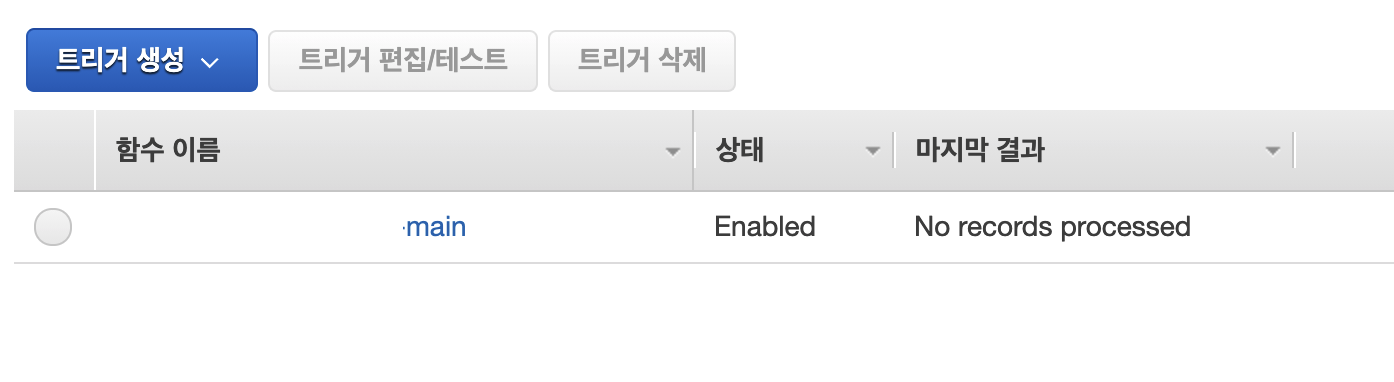 트리거 생성 트리거 편집/테스트 트리거 삭제
함수 이름 상태 마지막 결과
-main Enabled No records processed